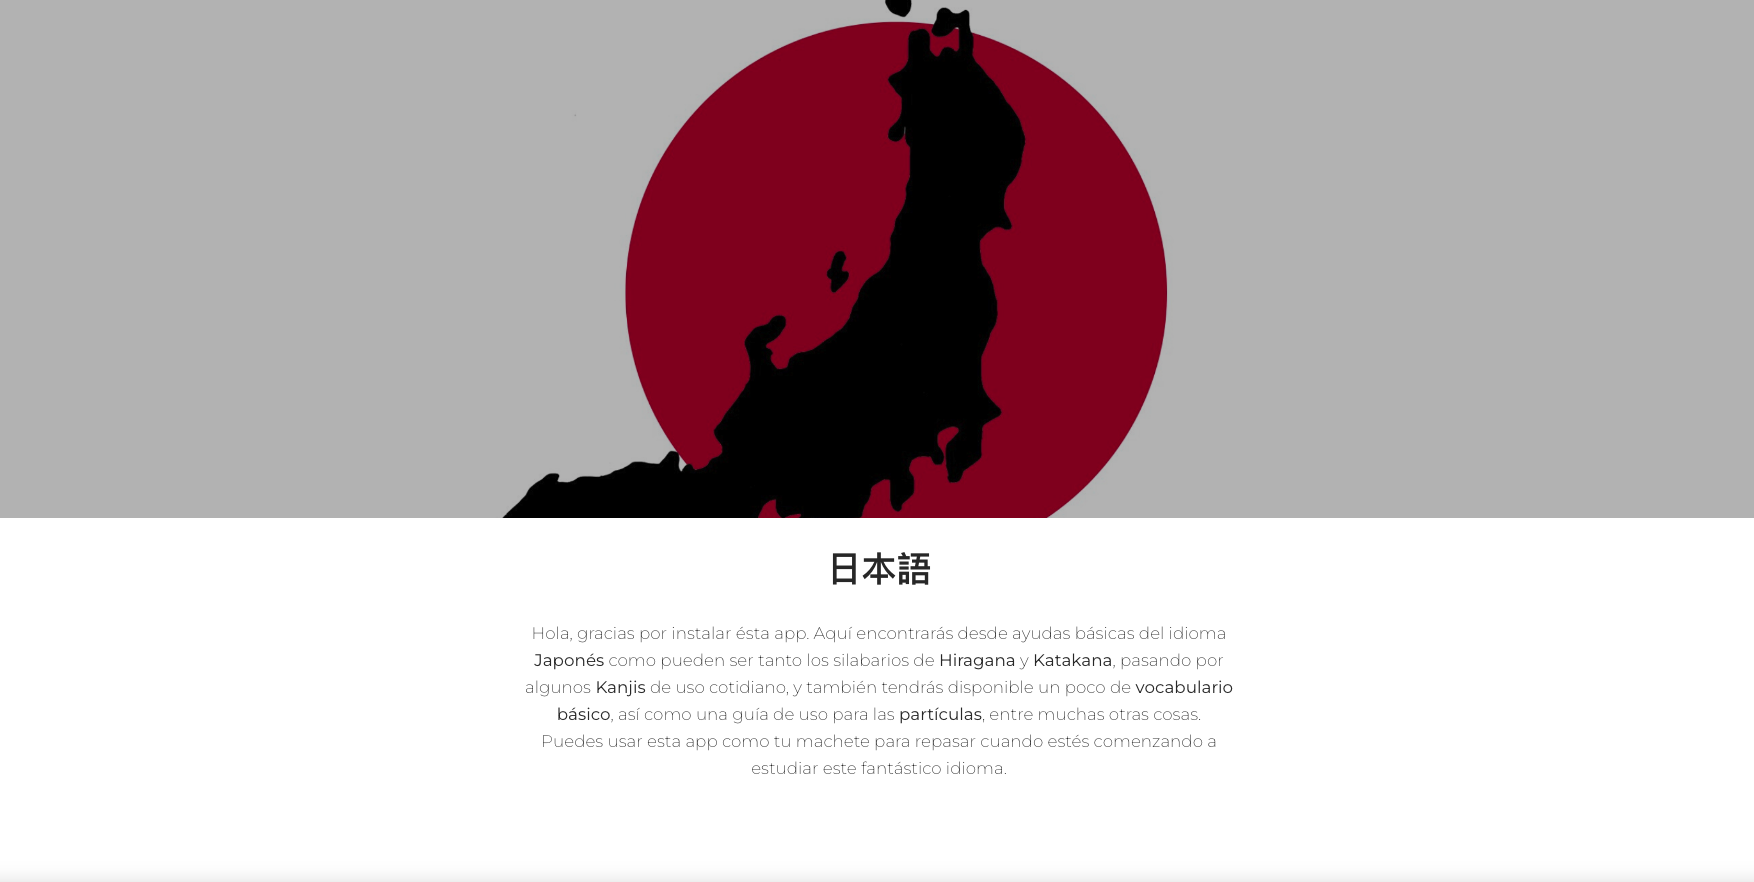 日本語
Hola, gracias por instalar ésta app. Aquí encontrarás desde ayudas básicas del idioma
Japonés como pueden ser tanto los silabarios de Hiragana y Katakana, pasando por
algunos Kanjis de uso cotidiano, y también tendrás disponible un poco de vocabulario
básico, así como una guía de uso para las partículas, entre muchas otras cosas.
Puedes usar esta app como tu machete para repasar cuando estés comenzando a
estudiar este fantástico idioma.